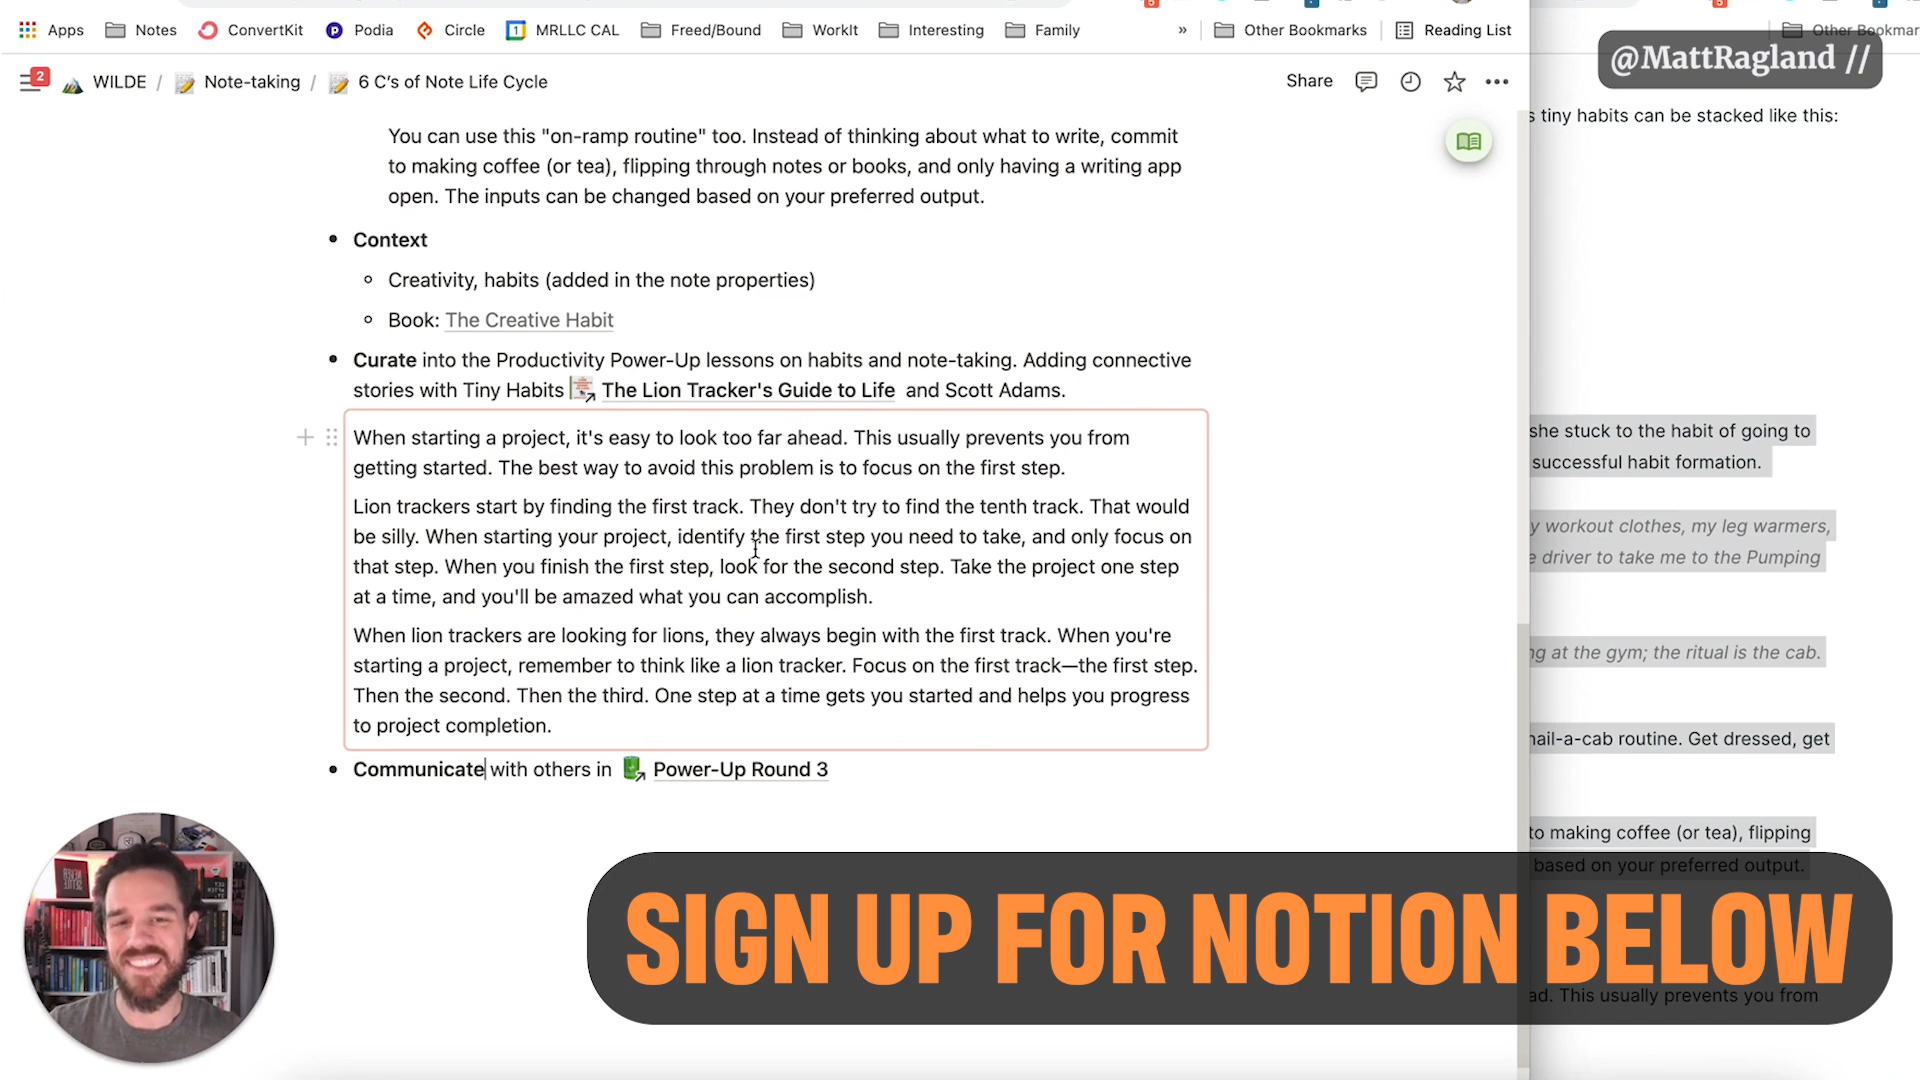 Apps Notes ConvertKit Podia Circle MRLLC CAL Freed/Bound WorkIt Interesting Family » Other Bookmarks Reading List
Other Bookmar
@MattRagland //
2 WILDE / Note-taking / 6 C's of Note Life Cycle Share
You can use this "on-ramp routine" too. Instead of thinking about what to write, commit
to making coffee (or tea), flipping through notes or books, and only having a writing app
open. The inputs can be changed based on your preferred output.
Context
Creativity, habits (added in the note properties)
Book: The Creative Habit
Curate into the Productivity Power-Up lessons on habits and note-taking. Adding connective
stories with Tiny Habits The Lion Tracker's Guide to Life and Scott Adams.
When starting a project, it's easy to look too far ahead. This usually prevents you from
getting started. The best way to avoid this problem is to focus on the first step.
Lion trackers start by finding the first track. They don't try to find the tenth track. That would
be silly. When starting your project, identify the first step you need to take, and only focus on
that step. When you finish the first step, look for the second step. Take the project one step
at a time, and you'll be amazed what you can accomplish.
When lion trackers are looking for lions, they always begin with the first track. When you're
starting a project, remember to think like a lion tracker. Focus on the first track—the first step.
Then the second. Then the third. One step at a time gets you started and helps you progress
to project completion.
Communicate with others in Power-Up Round 3
s tiny habits can be stacked like this:
she stuck to the habit of going to
successful habit formation.
y workout clothes, my leg warmers,
e driver to take me to the Pumping
ng at the gym; the ritual is the cab.
hail-a-cab routine. Get dressed, get
to making coffee (or tea), flipping
based on your preferred output.
SIGN UP FOR NOTION BELOW
ad. This usually prevents you from